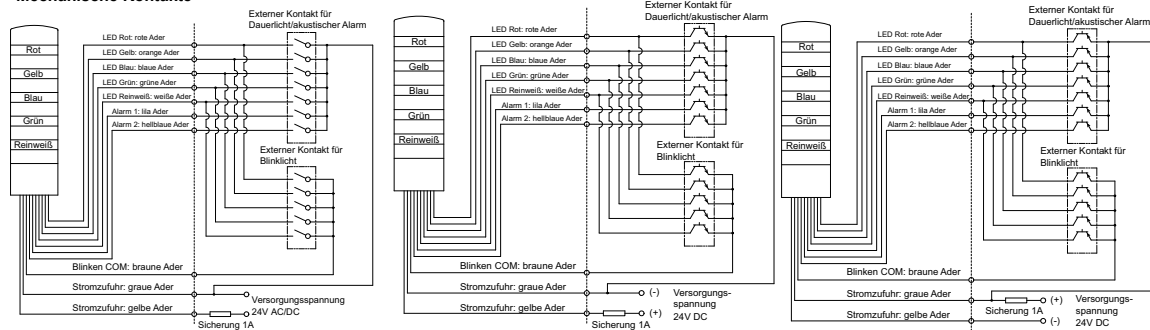 Externer Kontakt für
Dauerlicht/akustischer Alarm
Rot
Gelb
Blau
Grün
Reinweiß
LED Rot: rote Ader
LED Gelb: orange Ader
LED Blau: blaue Ader
LED Grün: grüne Ader
LED Reinweiß: weiße Ader
Alarm 1: lila Ader
Alarm 2: hellblaue Ader
Externer Kontakt für
Blinklicht
Blinken COM: braune Ader
Stromzufuhr: graue Ader
Stromzufuhr: gelbe Ader
Sicherung 1A
Versorgungsspannung
24V AC/DC
Externer Kontakt für
Dauerlicht/akustischer Alarm
Rot
Gelb
Blau
Grün
Reinweiß
LED Rot: rote Ader
LED Gelb: orange Ader
LED Blau: blaue Ader
LED Grün: grüne Ader
LED Reinweiß: weiße Ader
Alarm 1: lila Ader
Alarm 2: hellblaue Ader
Externer Kontakt für
Blinklicht
Blinken COM: braune Ader
Stromzufuhr: graue Ader
Stromzufuhr: gelbe Ader
Sicherung 1A
(-)
(+)
Versorgungs-
spannung
24V DC
Externer Kontakt für
Dauerlicht/akustischer Alarm
Rot
Gelb
Blau
Grün
Reinweiß
LED Rot: rote Ader
LED Gelb: orange Ader
LED Blau: blaue Ader
LED Grün: grüne Ader
LED Reinweiß: weiße Ader
Alarm 1: lila Ader
Alarm 2: hellblaue Ader
Externer Kontakt für
Blinklicht
Blinken COM: braune Ader
Stromzufuhr: graue Ader
Stromzufuhr: gelbe Ader
Sicherung 1A
(+)
(-)
Versorgungs-
spannung
24V DC